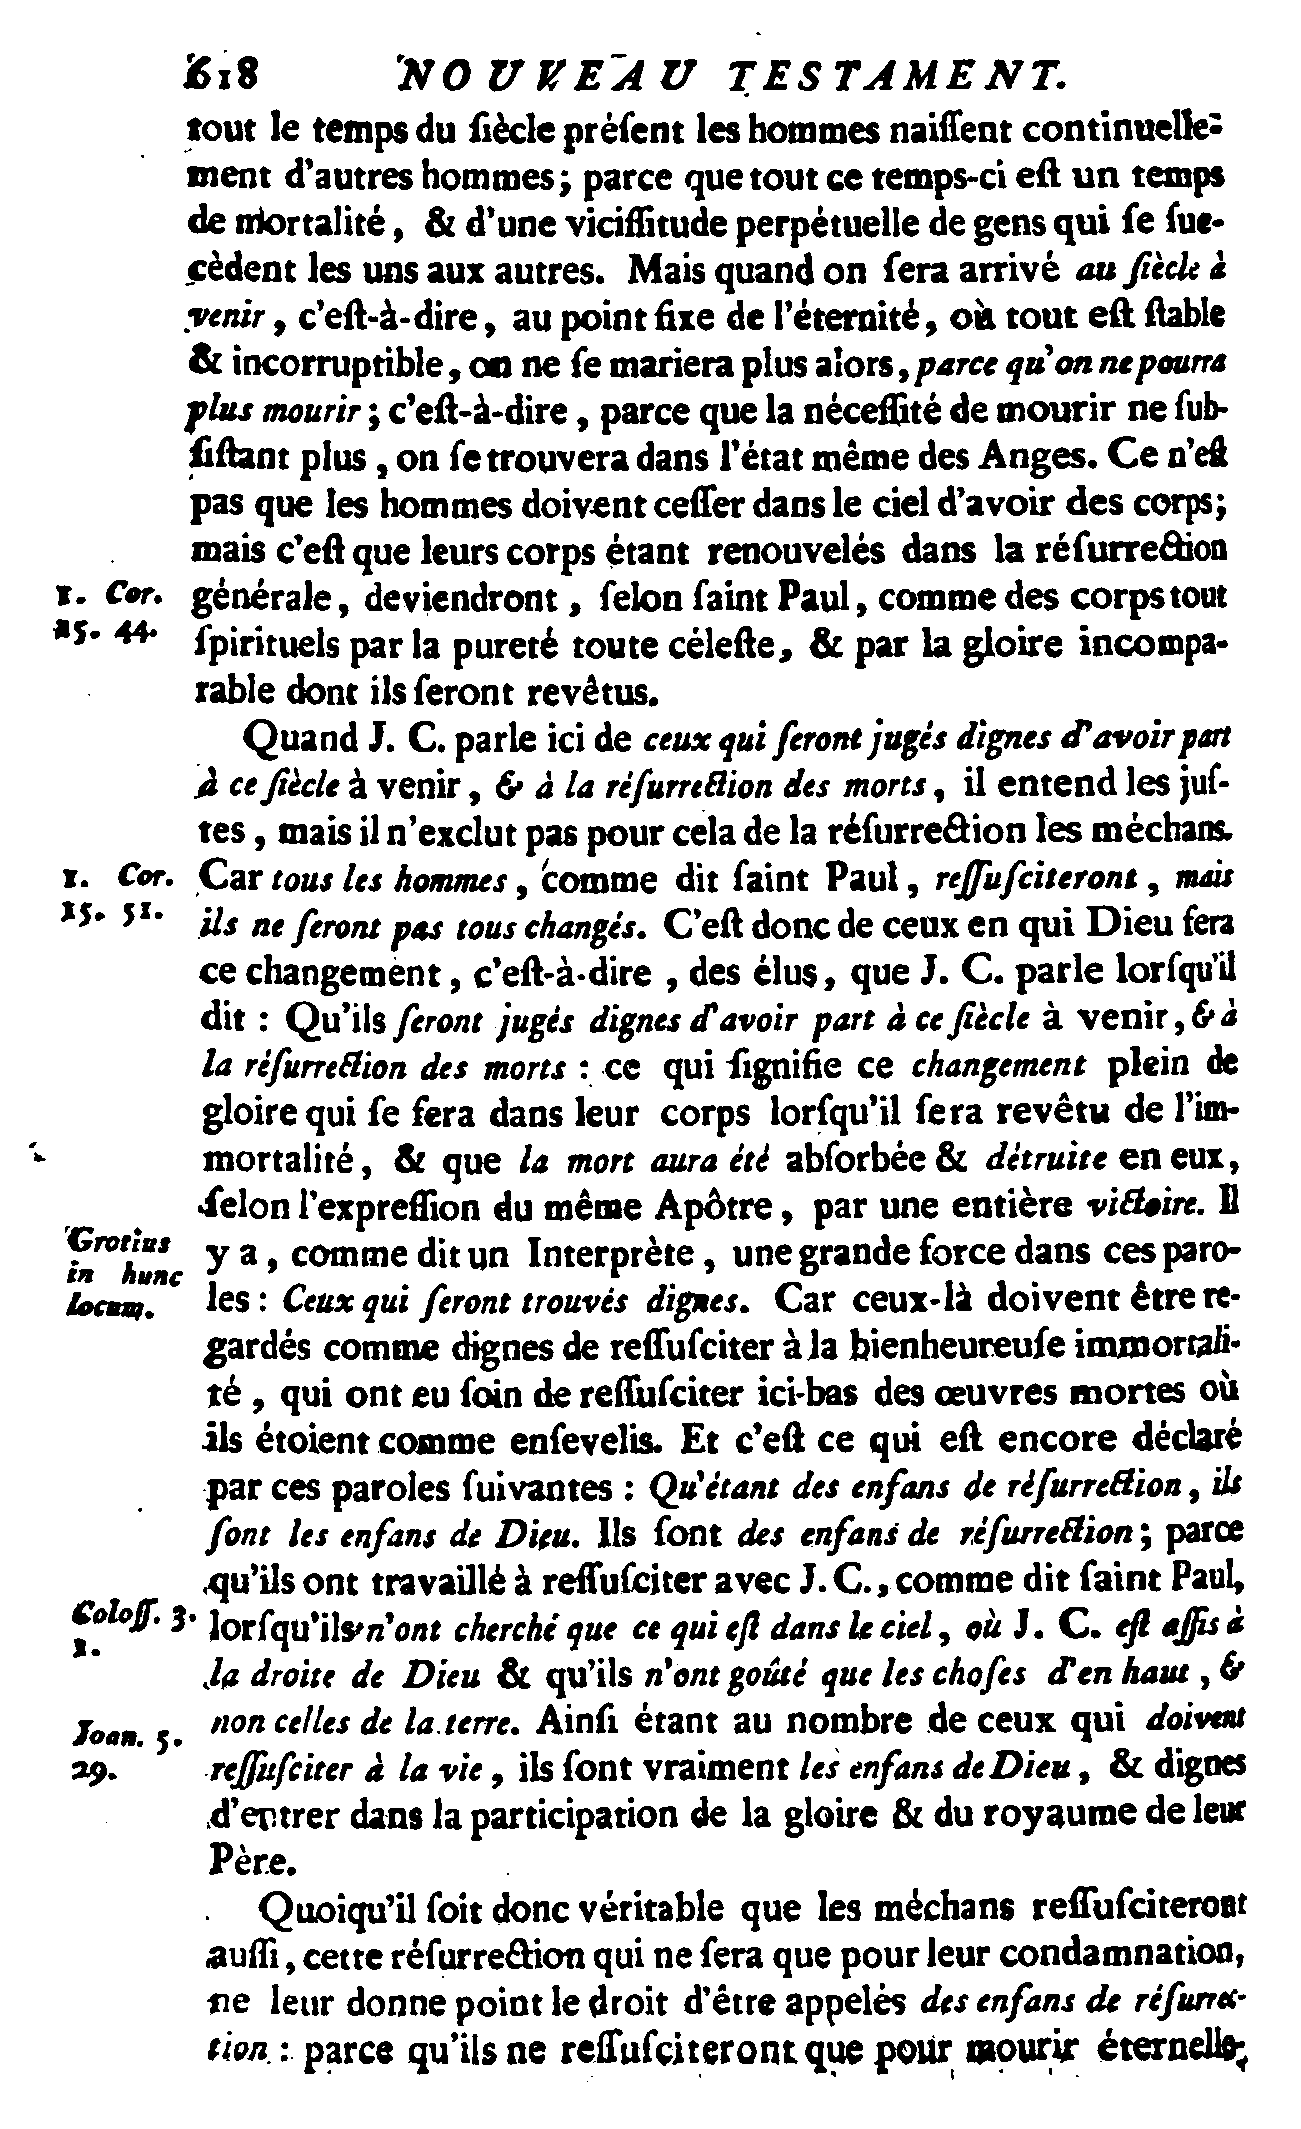 618 NOUVEAU TESTAMENT.
tout le temps du ſiècle préſent les hommes naiſſent continuelle-
ment d'autres hommes; parce que tout ce temps-ci eſt un temps
de mortalité, & d'une viciſſitude perpétuelle de gens qui ſe ſuc-
cèdent les uns aux autres. Mais quand on ſera arrivé au ſiècle à
venir, c'eſt-à-dire, au point fixe de l'éternité, où tout eſt ſtable
& incorruptible, on ne ſe mariera plus alors, parce qu'on ne pourra
plus mourir; c'eſt-à-dire, parce que la néceſſité de mourir ne ſub-
ſiſtant plus, on ſe trouvera dans l'état même des Anges. Ce n'eſt
pas que les hommes doivent ceſſer dans le ciel d'avoir des corps;
mais c'eſt que leurs corps étant renouvelés dans la réſurrection
1. Cor. générale, deviendront, ſelon ſaint Paul, comme des corps tout
15. 44. ſpirituels par la pureté toute céleſte, & par la gloire incompa-
rable dont ils ſeront revêtus.
Quand J. C. parle ici de ceux qui ſeront jugés dignes d'avoir part
à ce ſiècle à venir, & à la réſurrection des morts, il entend les juſ-
tes, mais il n'exclut pas pour cela de la réſurrection les méchans.
1. Cor. Car tous les hommes, comme dit ſaint Paul, reſſuſciteront, mais
15. 51. ils ne ſeront pas tous changés. C'eſt donc de ceux en qui Dieu fera
ce changement, c'eſt-à-dire, des élus, que J. C. parle lorſqu'il
dit : Qu'ils ſeront jugés dignes d'avoir part à ce ſiècle à venir, & à
la réſurrection des morts : ce qui ſignifie ce changement plein de
gloire qui ſe fera dans leur corps lorſqu'il ſera revêtu de l'im-
mortalité, & que la mort aura été abſorbée & détruite en eux,
ſelon l'expreſſion du même Apôtre, par une entière victoire. Il
Grotius y a, comme dit un Interprète, une grande force dans ces paro-
in hunc
locum. les : Ceux qui ſeront trouvés dignes. Car ceux-là doivent être re-
gardés comme dignes de reſſuſciter à la bienheureuſe immortali-
té, qui ont eu ſoin de reſſuſciter ici-bas des œuvres mortes où
ils étoient comme enſevelis. Et c'eſt ce qui eſt encore déclaré
par ces paroles ſuivantes : Qu'étant des enfans de réſurrection, ils
ſont les enfans de Dieu. Ils ſont des enfans de réſurrection; parce
qu'ils ont travaillé à reſſuſciter avec J. C., comme dit ſaint Paul,
Coloſſ. 3. lorſqu'ils n'ont cherché que ce qui eſt dans le ciel, où J. C. eſt aſſis à
1. la droite de Dieu & qu'ils n'ont goûté que les choſes d'en haut, &
Joan. 5. non celles de la terre. Ainſi étant au nombre de ceux qui doivent
29. reſſuſciter à la vie, ils ſont vraiment les enfans de Dieu, & dignes
d'entrer dans la participation de la gloire & du royaume de leur
Père.
Quoiqu'il ſoit donc véritable que les méchans reſſuſciteront
auſſi, cette réſurrection qui ne ſera que pour leur condamnation,
ne leur donne point le droit d'être appelés des enfans de réſurrec-
tion : parce qu'ils ne reſſuſciteront que pour mourir éternelle-